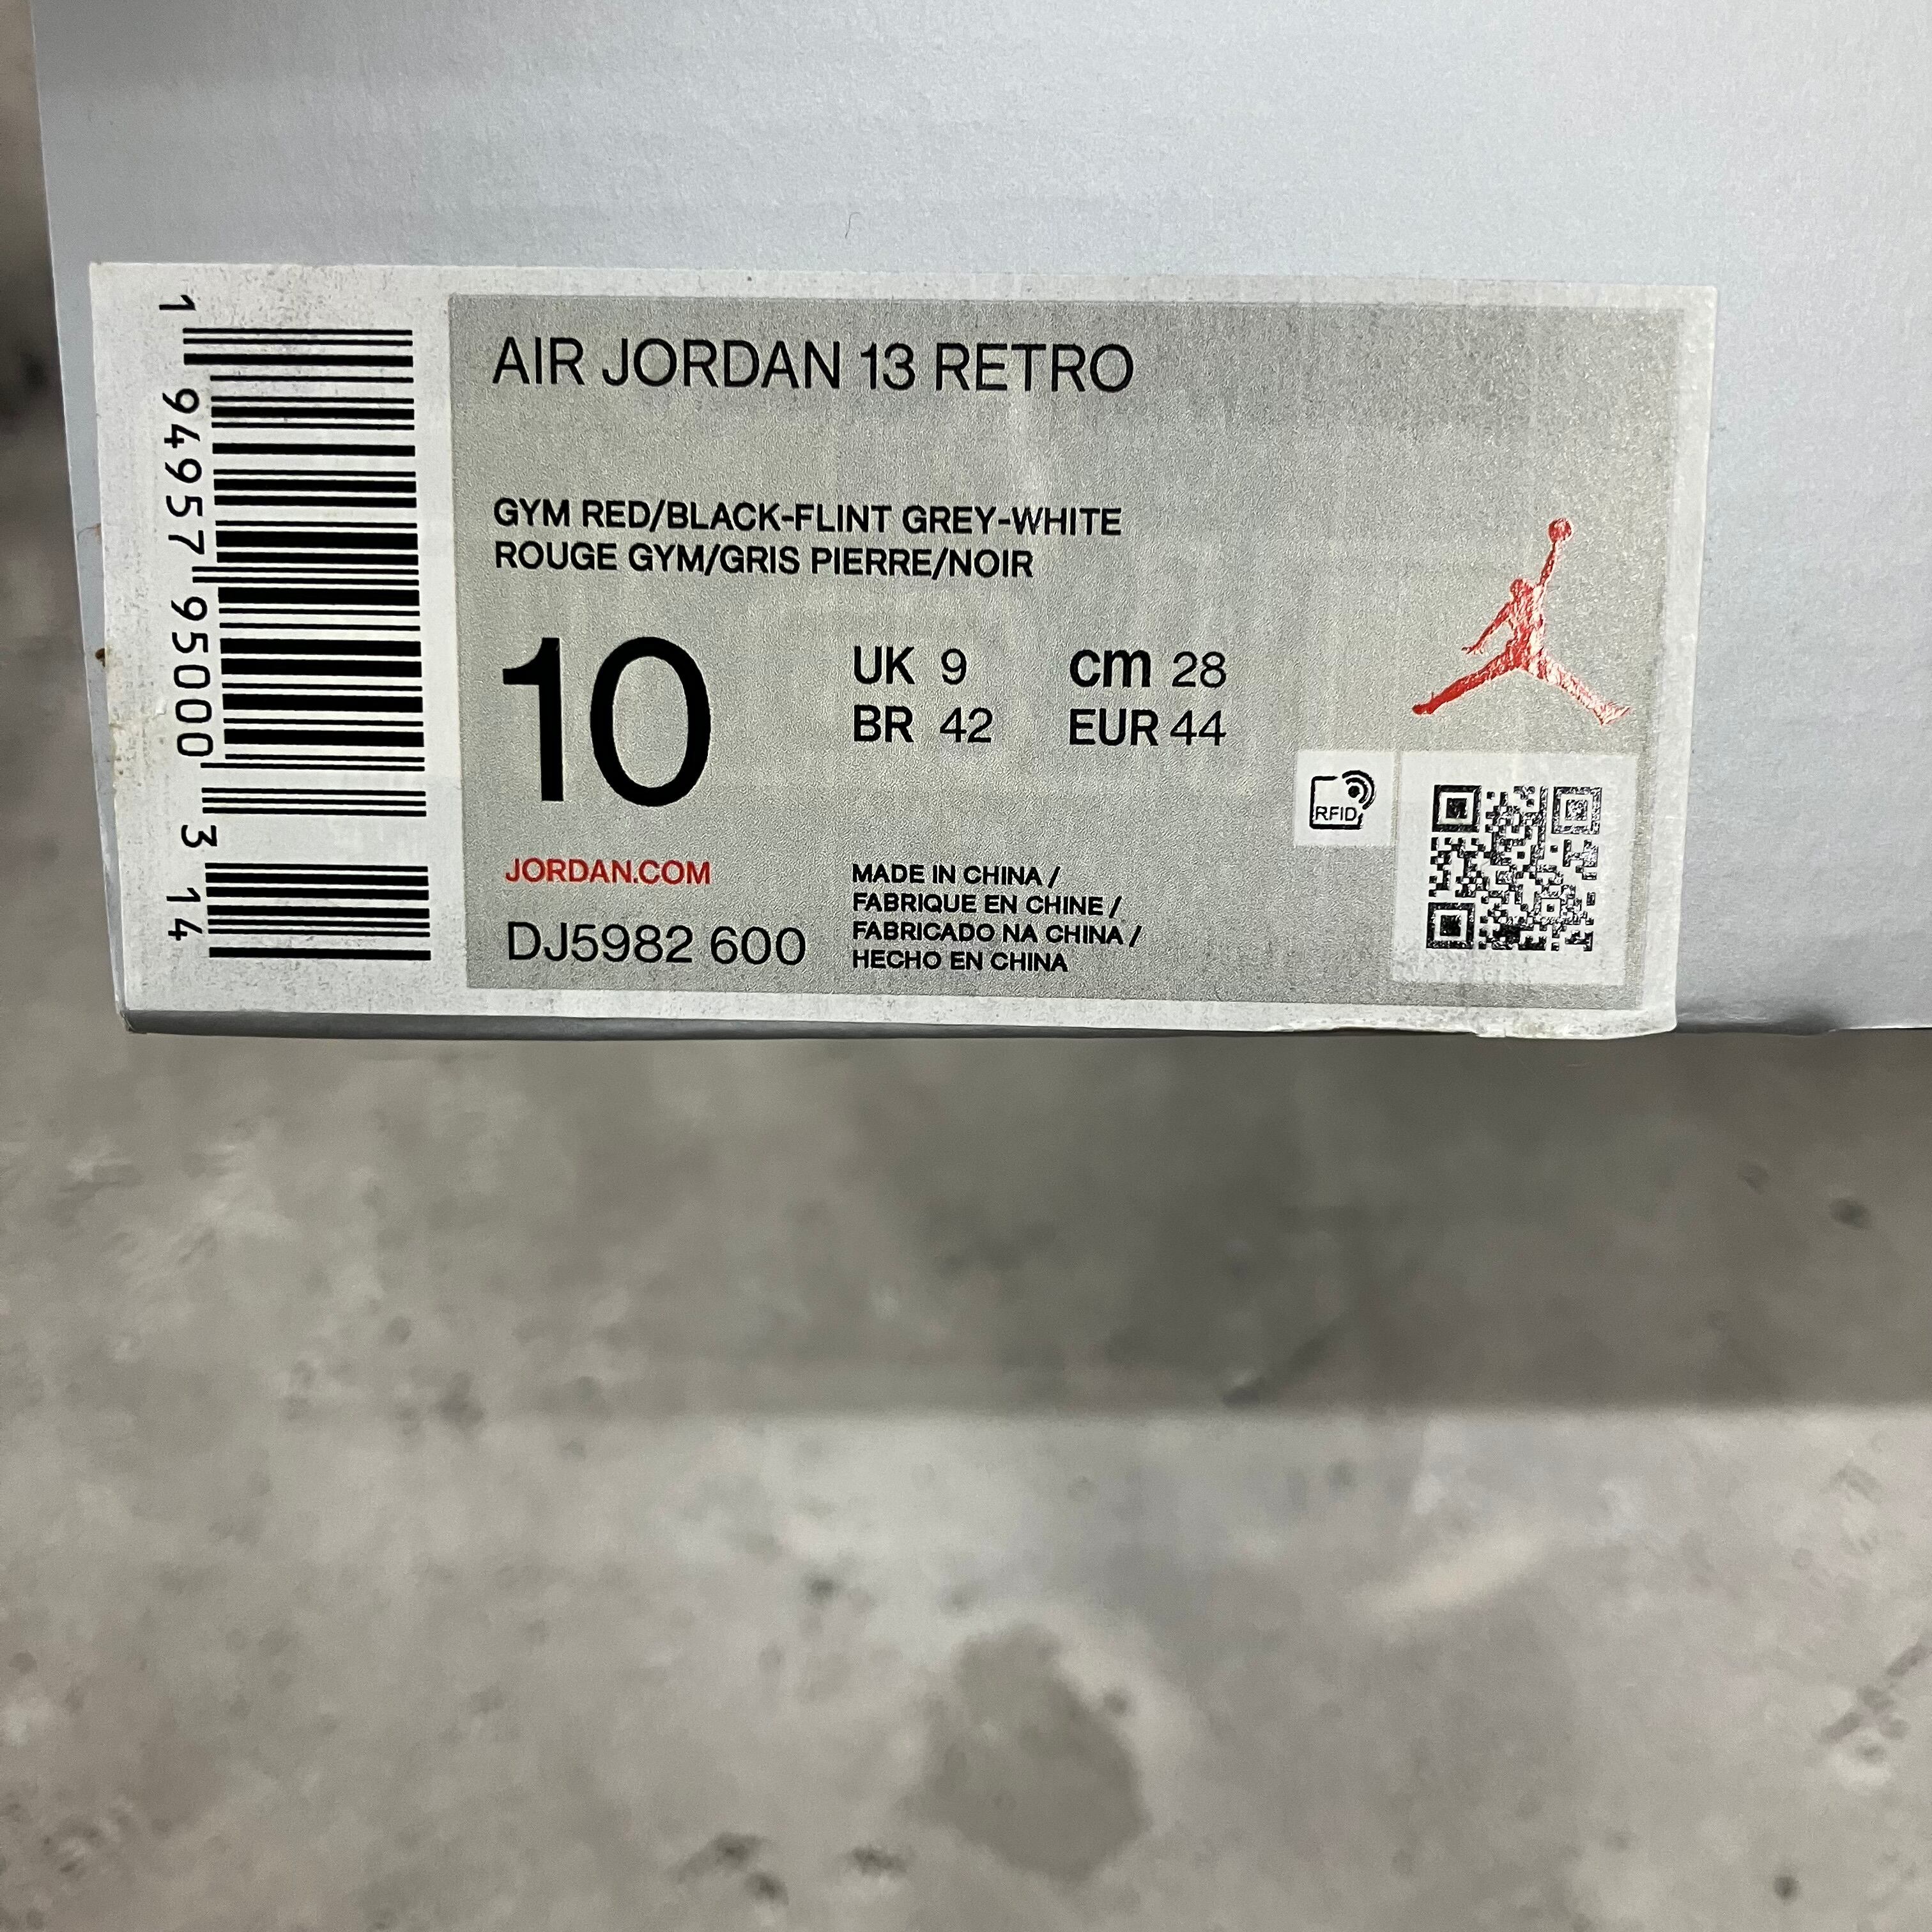 AIR JORDAN 13 RETRO
GYM RED/BLACK-FLINT GREY-WHITE
ROUGE GYM/GRIS PIERRE/NOIR
10
UK 9 cm 28
BR 42 EUR 44
JORDAN.COM
DJ5982 600
MADE IN CHINA /
FABRIQUE EN CHINE /
FABRICADO NA CHINA /
HECHO EN CHINA
RFID
1 94957 95000 3 14